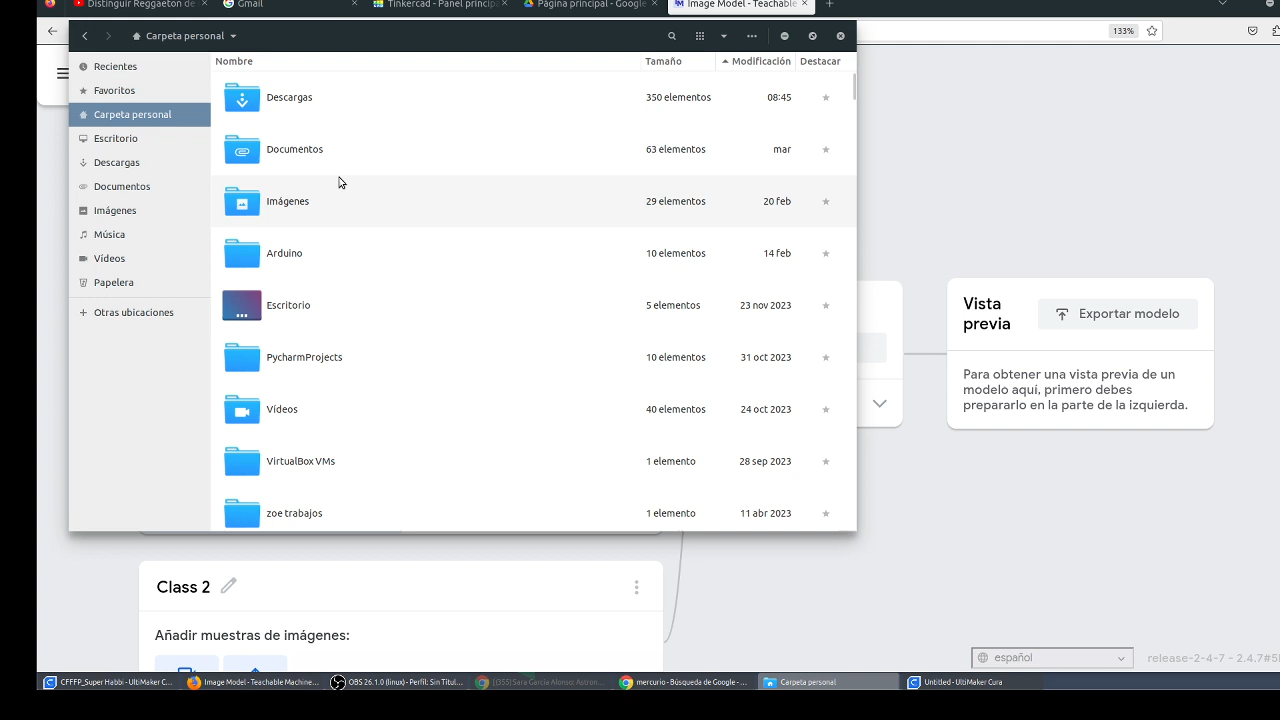 Distinguir Reggaeton de
Gmail
Tinkercad - Panel princip
Página principal - Google
Image Model - Teachable
133%
Carpeta personal
Nombre
Tamaño
Modificación
Destacar
Recientes
Favoritos
Carpeta personal
Escritorio
Descargas
Documentos
Imágenes
Música
Vídeos
Papelera
+ Otras ubicaciones
Descargas 350 elementos 08:45
Documentos 63 elementos mar
Imágenes 29 elementos 20 feb
Arduino 10 elementos 14 feb
Escritorio 5 elementos 23 nov 2023
PycharmProjects 10 elementos 31 oct 2023
Vídeos 40 elementos 24 oct 2023
VirtualBox VMs 1 elemento 28 sep 2023
zoe trabajos 1 elemento 11 abr 2023
Vista
previa
Exportar modelo
Para obtener una vista previa de un
modelo aquí, primero debes
prepararlo en la parte de la izquierda.
Class 2
Añadir muestras de imágenes:
español
release-2-4-7 - 2.4.7#5
CFFFP_Super Habbi - UltiMaker C...
Image Model - Teachable Machine...
OBS 26.1.0 (linux) - Perfil: Sin Titul...
[(355) Sara García Alonso: Astron...
mercurio - Búsqueda de Google - ...
Carpeta personal
Untitled - UltiMaker Cura